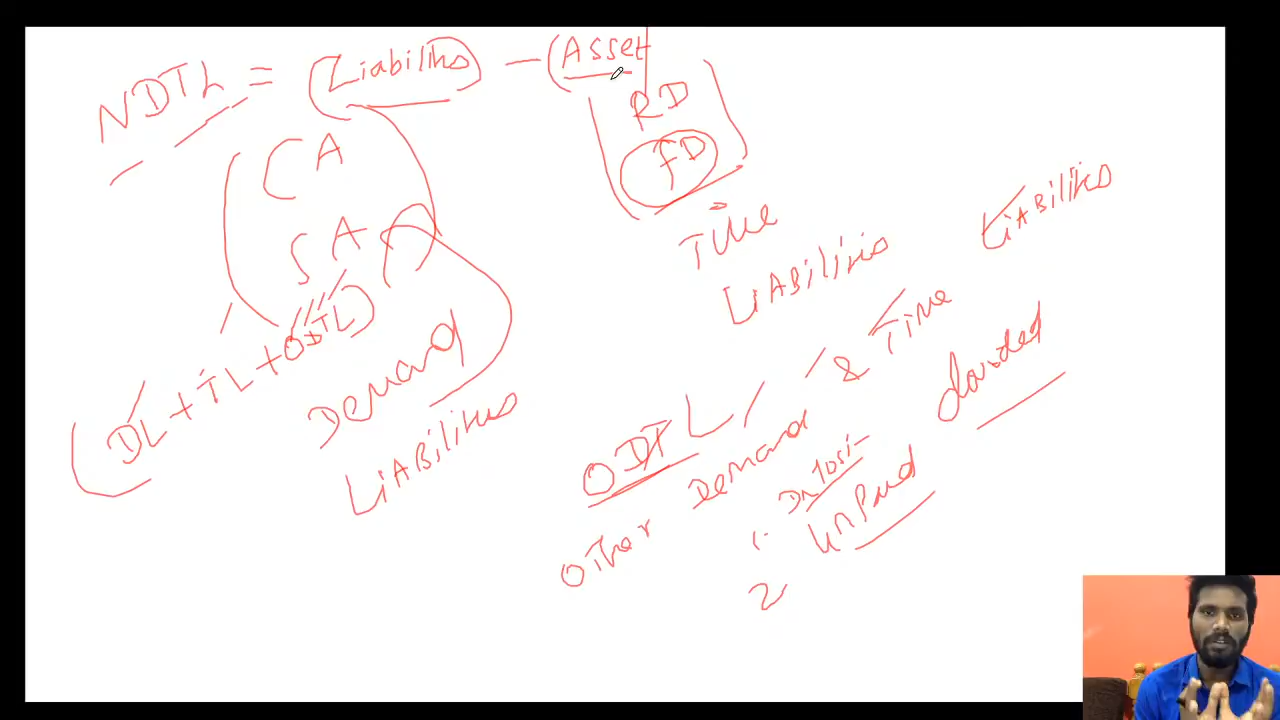 NDTL = (Liabilities) - (Asset
CA
SA
RD
FD
Time
LiABilities
Demand
LiABilities
(DL + TL + ODTL)
ODTL
Other Demand & Time LiABilities
1.
unpaid
2